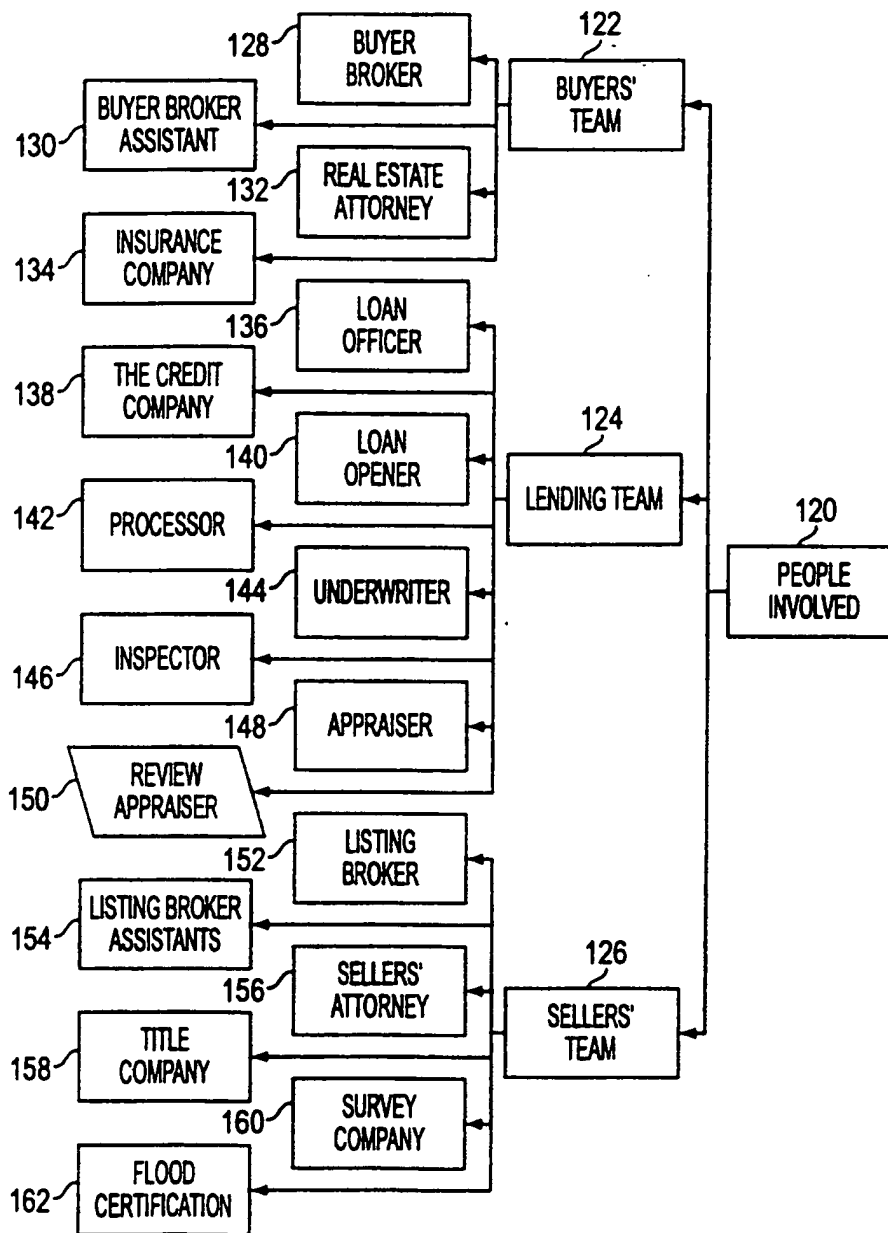 128
BUYER
BROKER
122
BUYERS'
TEAM
130
BUYER BROKER
ASSISTANT
132
REAL ESTATE
ATTORNEY
134
INSURANCE
COMPANY
136
LOAN
OFFICER
138
THE CREDIT
COMPANY
140
LOAN
OPENER
124
LENDING TEAM
142
PROCESSOR
120
PEOPLE
INVOLVED
144
UNDERWRITER
146
INSPECTOR
148
APPRAISER
150
REVIEW
APPRAISER
152
LISTING
BROKER
154
LISTING BROKER
ASSISTANTS
156
SELLERS'
ATTORNEY
126
SELLERS'
TEAM
158
TITLE
COMPANY
160
SURVEY
COMPANY
162
FLOOD
CERTIFICATION